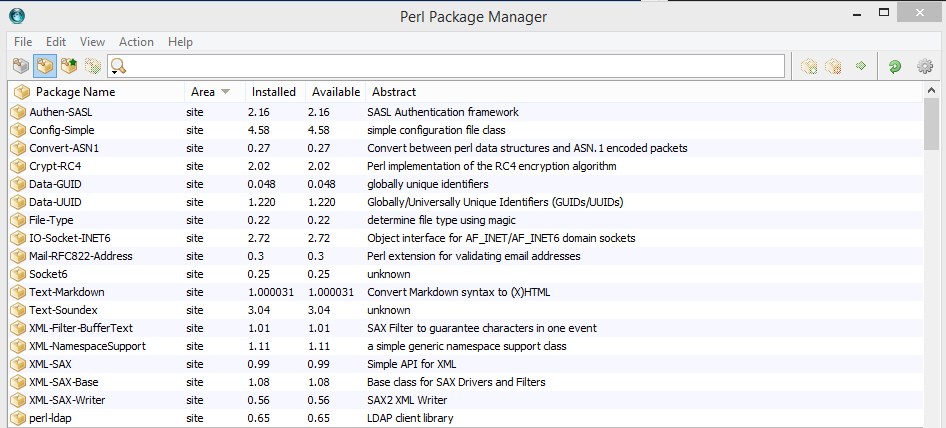 Perl Package Manager
File Edit View Action Help
Package Name Area Installed Available Abstract
Authen-SASL site 2.16 2.16 SASL Authentication framework
Config-Simple site 4.58 4.58 simple configuration file class
Convert-ASN1 site 0.27 0.27 Convert between perl data structures and ASN.1 encoded packets
Crypt-RC4 site 2.02 2.02 Perl implementation of the RC4 encryption algorithm
Data-GUID site 0.048 0.048 globally unique identifiers
Data-UUID site 1.220 1.220 Globally/Universally Unique Identifiers (GUIDs/UUIDs)
File-Type site 0.22 0.22 determine file type using magic
IO-Socket-INET6 site 2.72 2.72 Object interface for AF_INET/AF_INET6 domain sockets
Mail-RFC822-Address site 0.3 0.3 Perl extension for validating email addresses
Socket6 site 0.25 0.25 unknown
Text-Markdown site 1.000031 1.000031 Convert Markdown syntax to (X)HTML
Text-Soundex site 3.04 3.04 unknown
XML-Filter-BufferText site 1.01 1.01 SAX Filter to guarantee characters in one event
XML-NamespaceSupport site 1.11 1.11 a simple generic namespace support class
XML-SAX site 0.99 0.99 Simple API for XML
XML-SAX-Base site 1.08 1.08 Base class for SAX Drivers and Filters
XML-SAX-Writer site 0.56 0.56 SAX2 XML Writer
perl-ldap site 0.65 0.65 LDAP client library